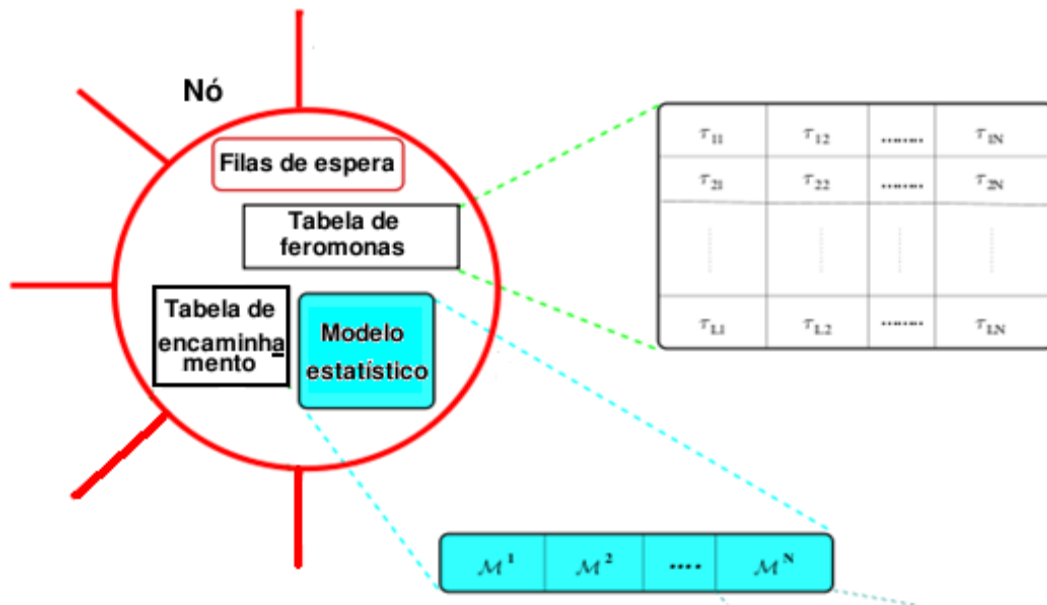 Nó
Filas de espera
Tabela de
feromonas
Tabela de
encaminha
mento
Modelo
estatístico
τ11 τ12 ........ τ1N
τ21 τ22 ........ τ2N
τL1 τL2 ........ τLN
M¹ M² .... Mᴺ